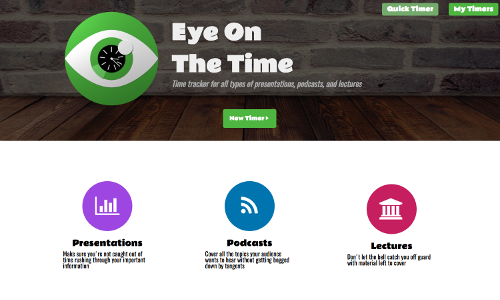 Quick Timer
My Timers
Eye On
The Time
Time tracker for all types of presentations, podcasts, and lectures
New Timer >
Presentations
Make sure you're not caught out of
time rushing through your important
information
Podcasts
Cover all the topics your audience
wants to hear without getting bogged
down by tangents
Lectures
Don't let the bell catch you off guard
with material left to cover